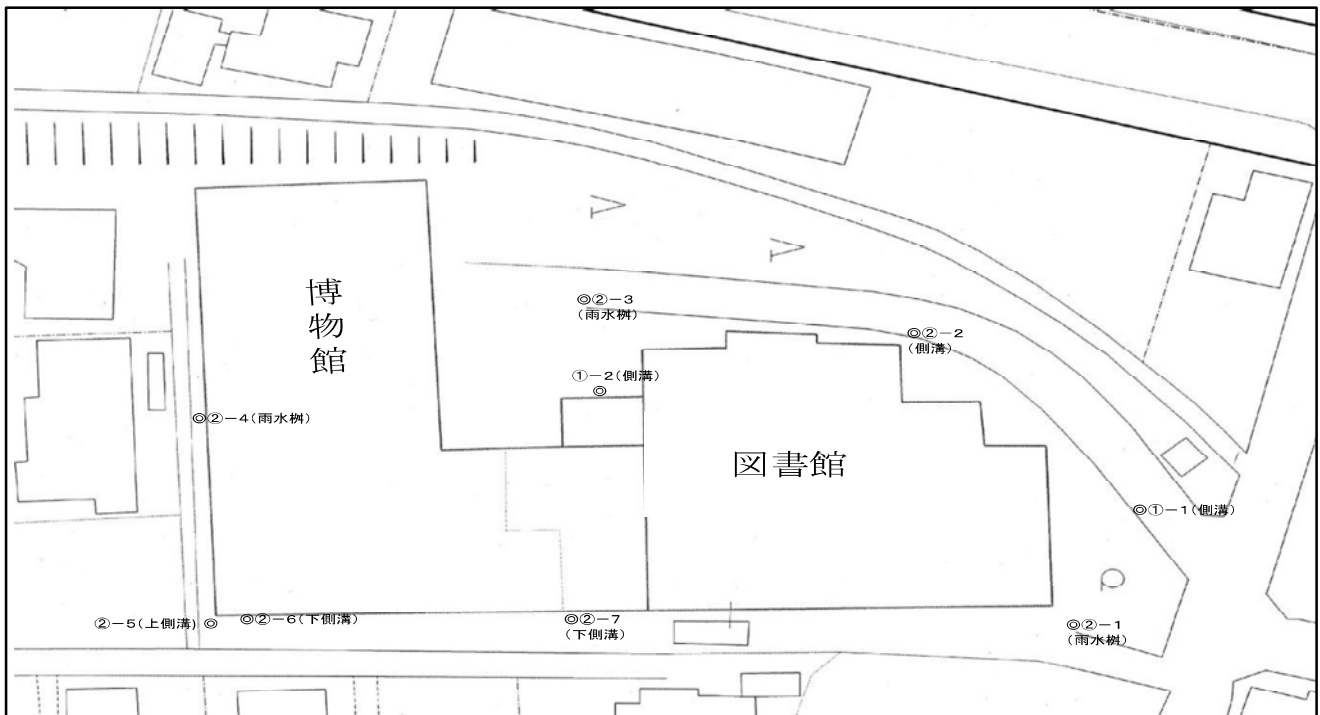 博物館
◎②－3
(雨水桝)
◎②－2
(側溝)
①－2(側溝)
◎
◎②－4(雨水桝)
図書館
◎①－1(側溝)
②－5(上側溝)◎
◎②－6(下側溝)
◎②－7
(下側溝)
◎②－1
(雨水桝)